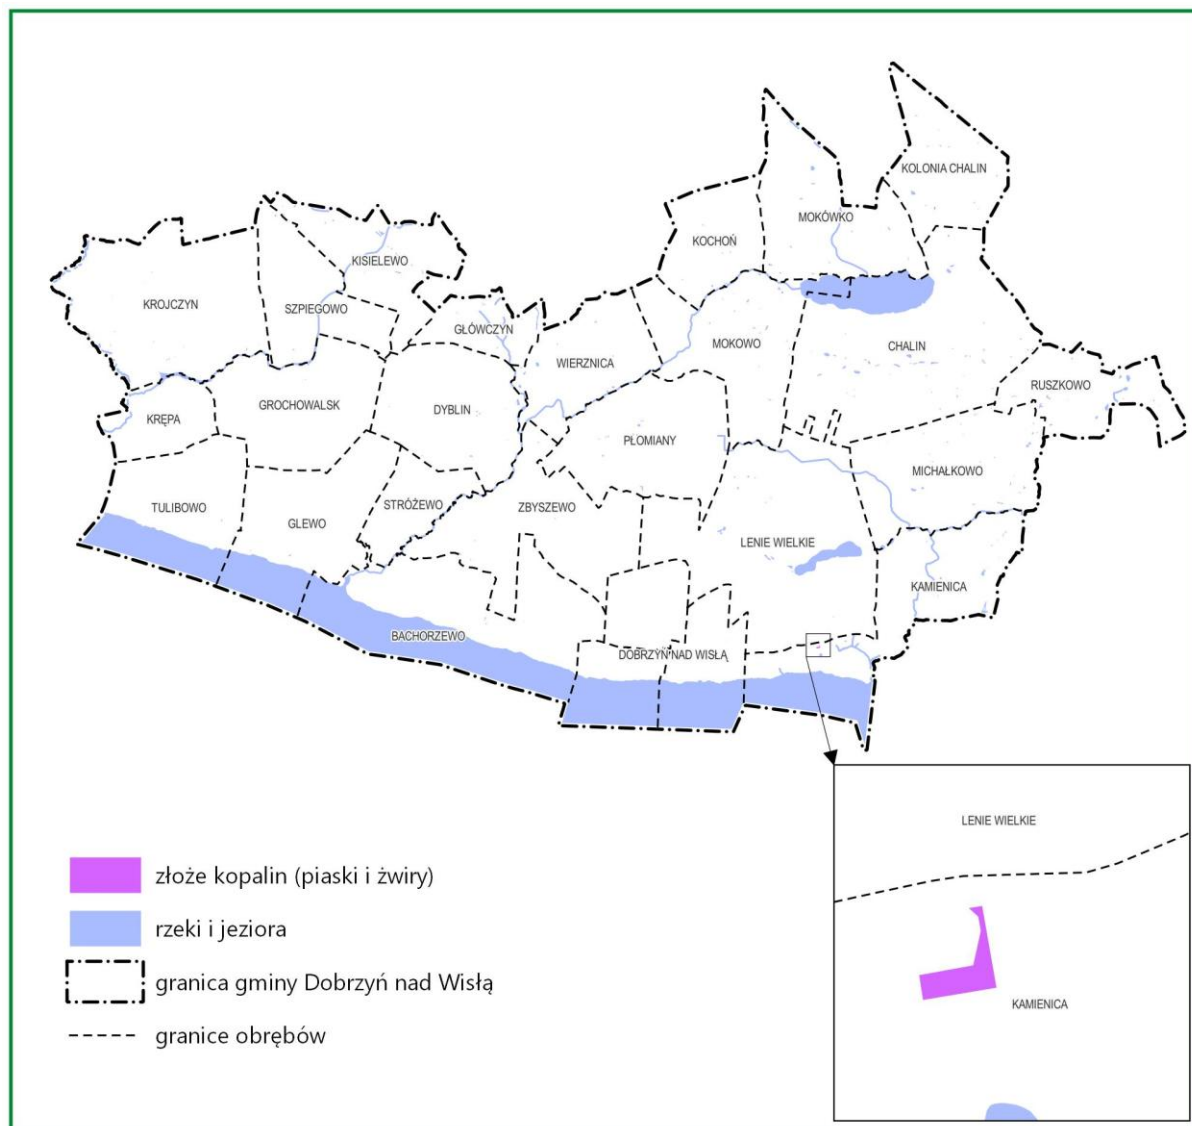 KOLONIA CHALIN
MOKÓWKO
KOCHOŃ
KISIELEWO
KROJCZYN
SZPIEGOWO
GŁÓWCZYN
MOKOWO
CHALIN
WIERZNICA
RUSZKOWO
GROCHOWALSK
DYBLIN
KRĘPA
PŁOMIANY
MICHAŁKOWO
TULIBOWO
GLEWO
STRÓŻEWO
ZBYSZEWO
LENIE WIELKIE
KAMIENICA
BACHORZEWO
DOBRZYŃ NAD WISŁĄ
LENIE WIELKIE
KAMIENICA
złoże kopalin (piaski i żwiry)
rzeki i jeziora
granica gminy Dobrzyń nad Wisłą
granice obrębów